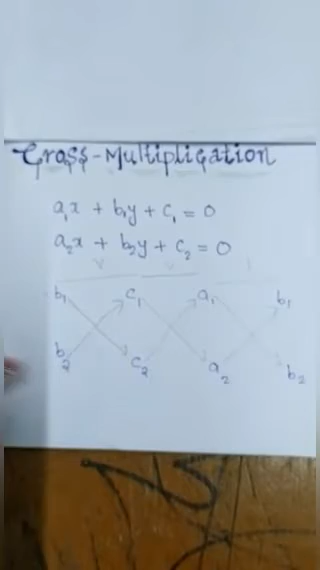 Cross-Multiplication
a₁x + b₁y + c₁ = 0
a₂x + b₂y + c₂ = 0
b₁ c₁ a₁ b₁
b₂ c₂ a₂ b₂